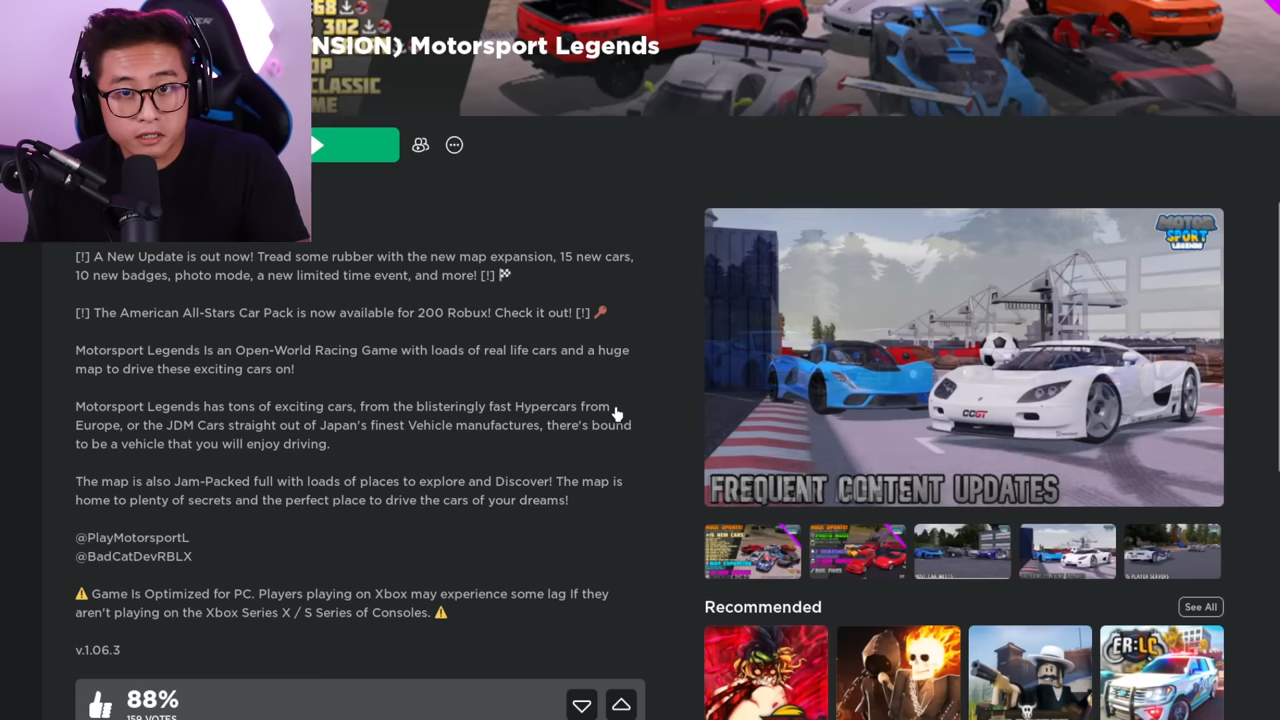 68
302
OP
CLASSIC
ME
NSION) Motorsport Legends
[!] A New Update is out now! Tread some rubber with the new map expansion, 15 new cars,
10 new badges, photo mode, a new limited time event, and more! [!] 🏁
[!] The American All-Stars Car Pack is now available for 200 Robux! Check it out! [!] 🔑
Motorsport Legends Is an Open-World Racing Game with loads of real life cars and a huge
map to drive these exciting cars on!
Motorsport Legends has tons of exciting cars, from the blisteringly fast Hypercars from
Europe, or the JDM Cars straight out of Japan's finest Vehicle manufactures, there's bound
to be a vehicle that you will enjoy driving.
The map is also Jam-Packed full with loads of places to explore and Discover! The map is
home to plenty of secrets and the perfect place to drive the cars of your dreams!
@PlayMotorsportL
@BadCatDevRBLX
⚠️ Game Is Optimized for PC. Players playing on Xbox may experience some lag If they
aren't playing on the Xbox Series X / S Series of Consoles. ⚠️
v.1.06.3
88%
159 VOTES
MOTOR
SPORT
LEGENDS
CCGT
FREQUENT CONTENT UPDATES
Recommended
See All
ER:LC